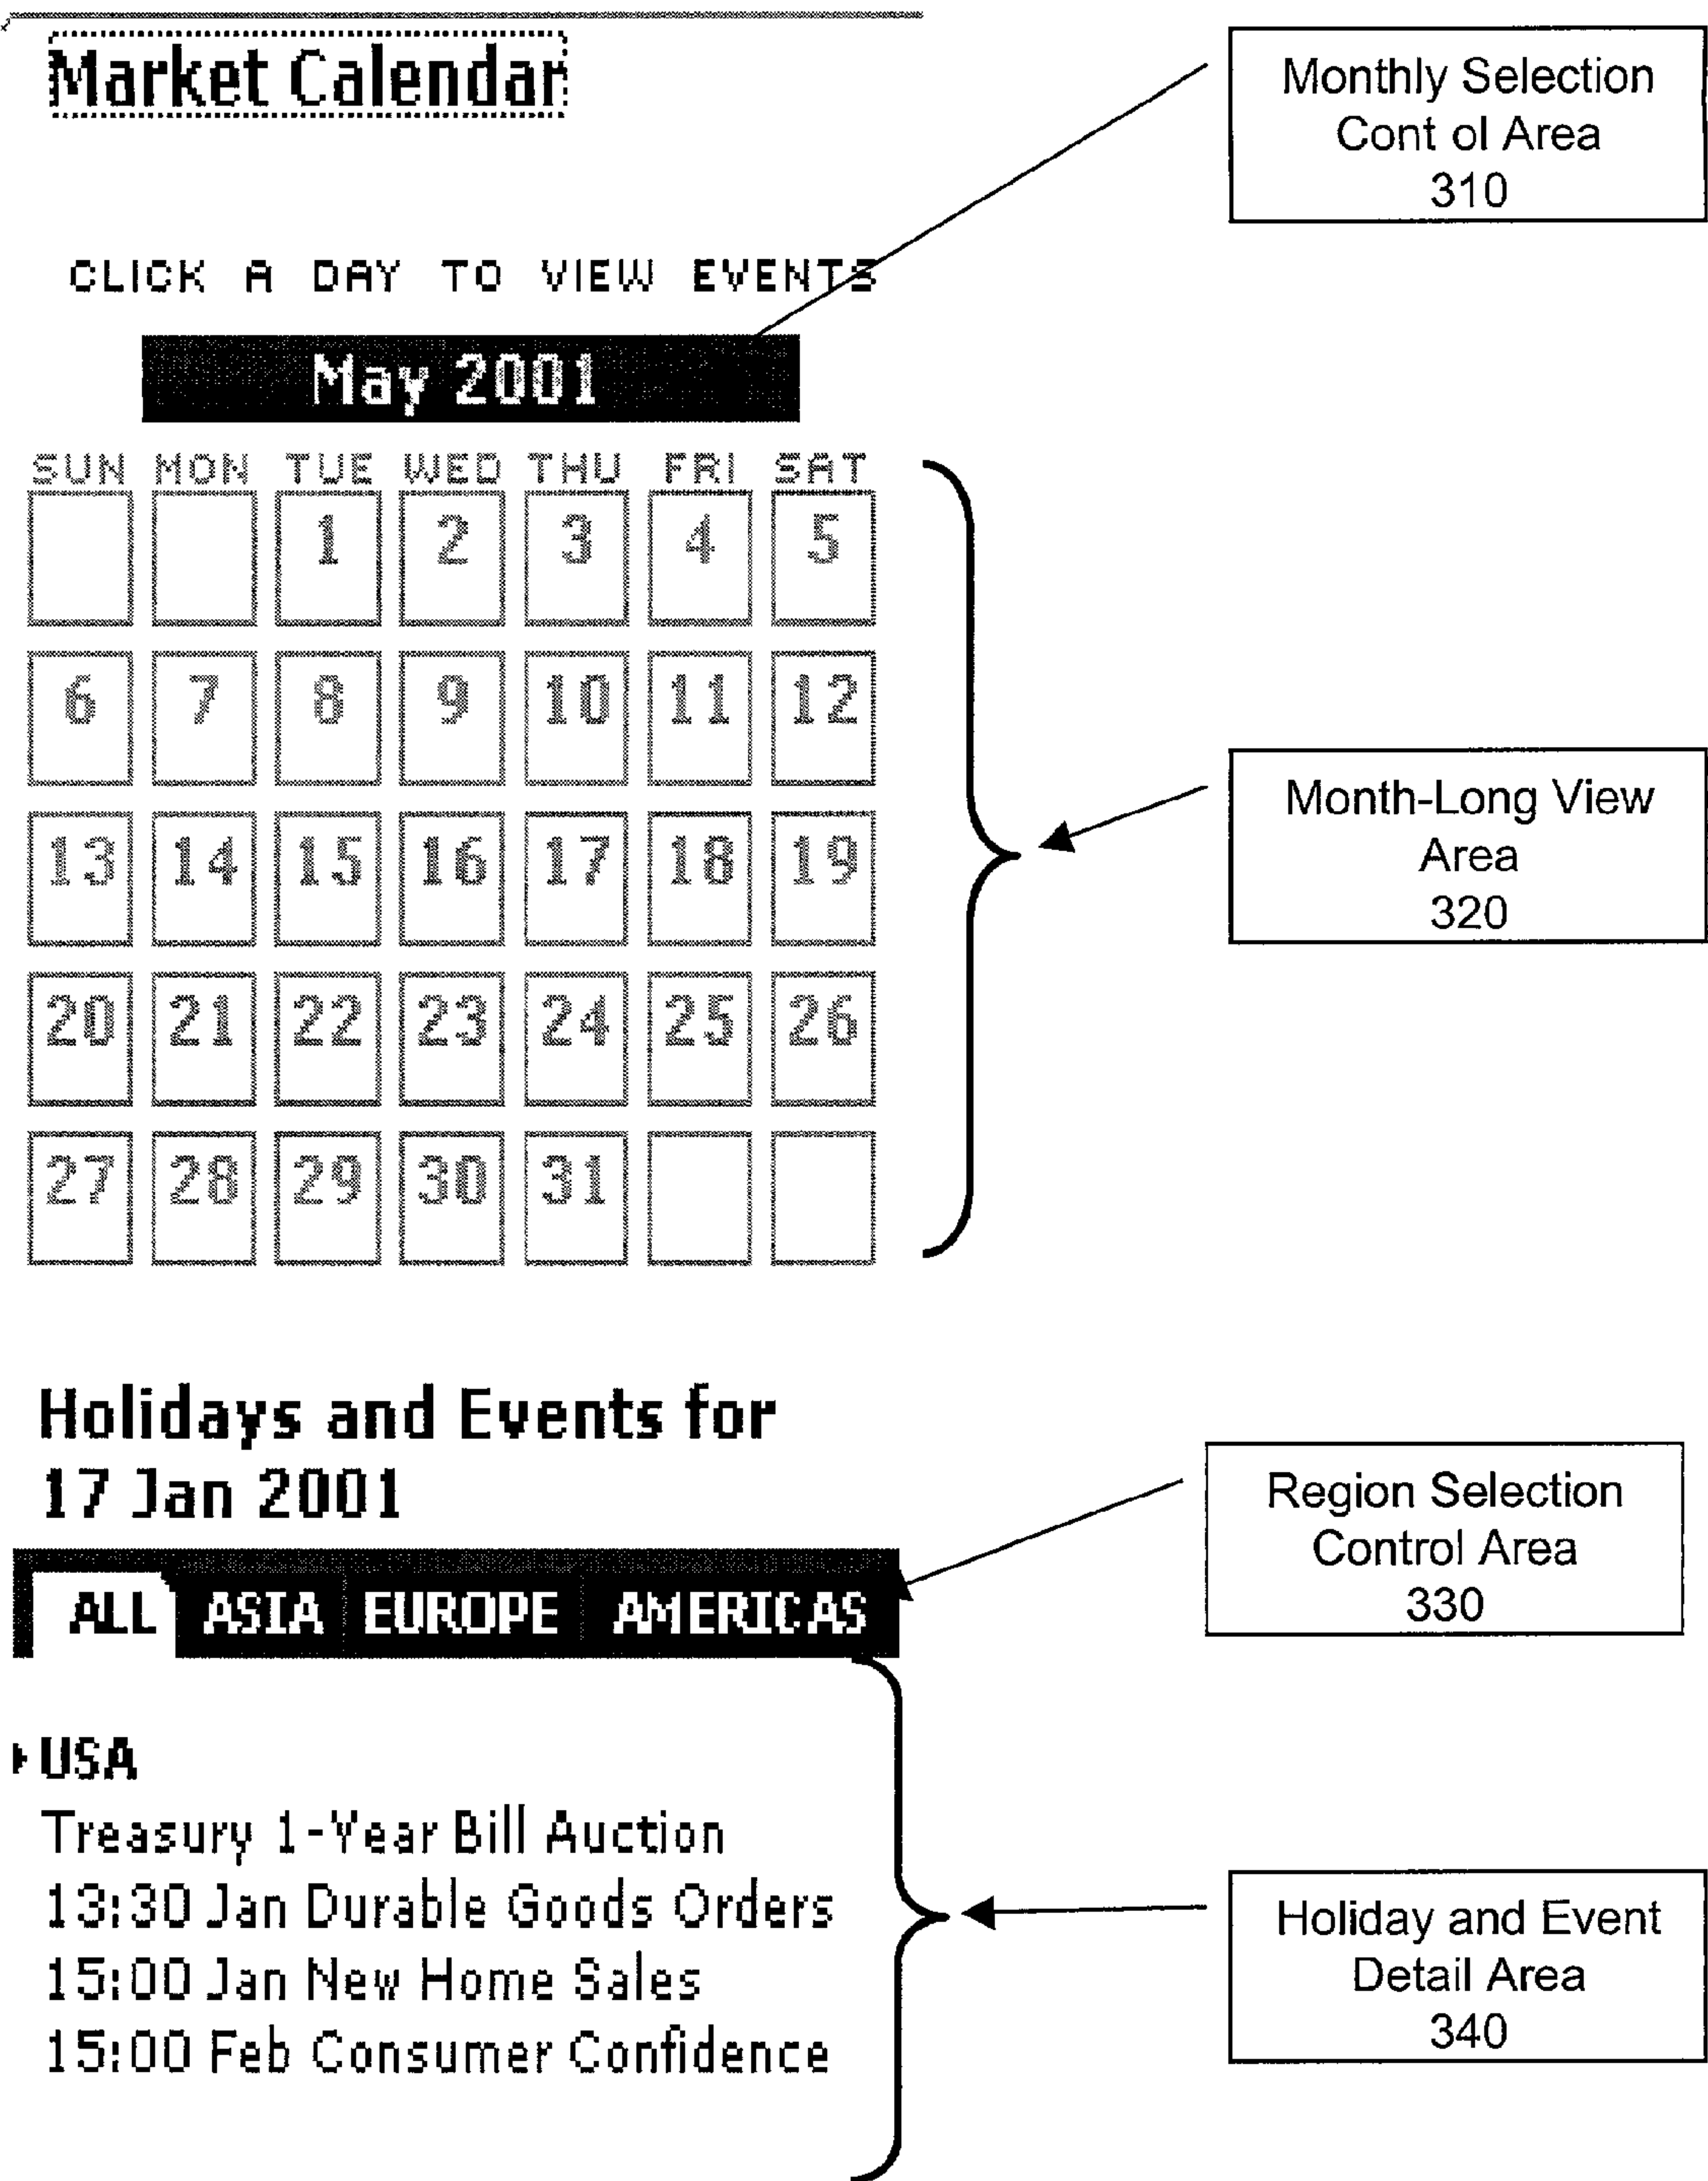 Market Calendar
Monthly Selection
Cont ol Area
310
CLICK A DAY TO VIEW EVENTS
May 2001
SUN MON TUE WED THU FRI SAT
1 2 3 4 5
6 7 8 9 10 11 12
13 14 15 16 17 18 19
20 21 22 23 24 25 26
27 28 29 30 31
Month-Long View
Area
320
Holidays and Events for
17 Jan 2001
Region Selection
Control Area
330
ALL ASIA EUROPE AMERICAS
USA
Treasury 1-Year Bill Auction
13:30 Jan Durable Goods Orders
15:00 Jan New Home Sales
15:00 Feb Consumer Confidence
Holiday and Event
Detail Area
340